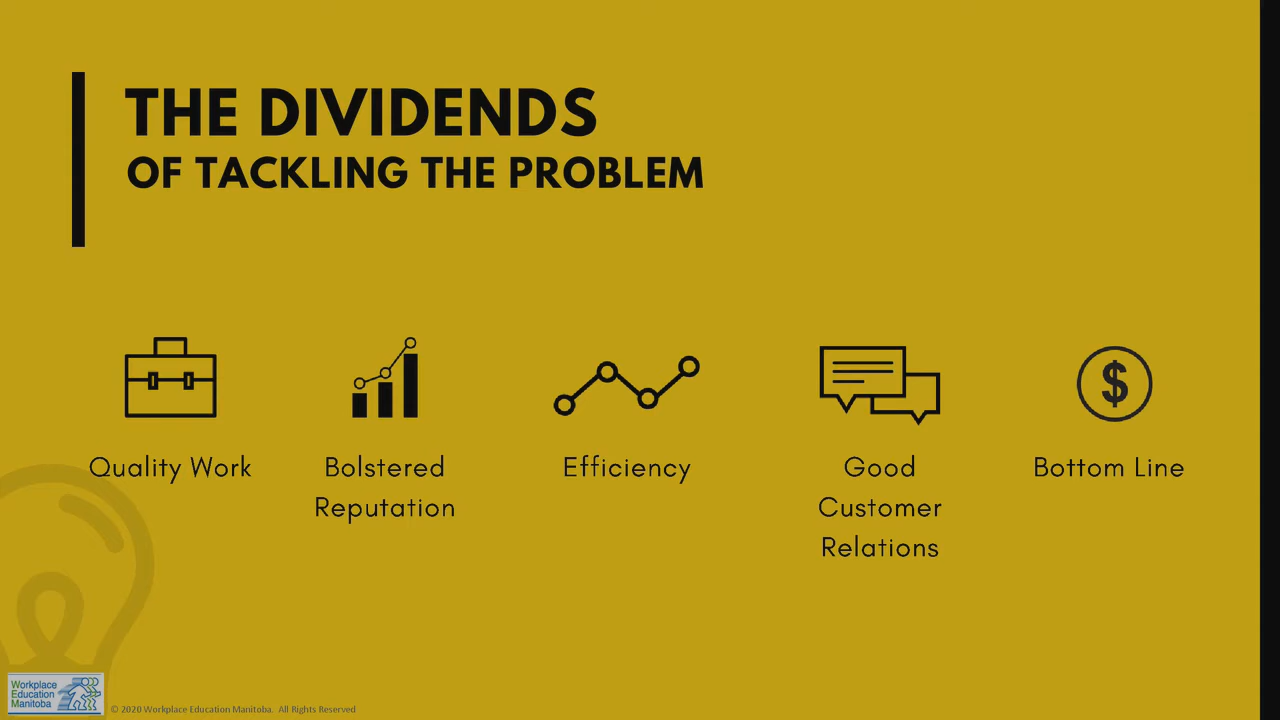 THE DIVIDENDS
OF TACKLING THE PROBLEM
$
Quality Work
Bolstered
Reputation
Efficiency
Good
Customer
Relations
Bottom Line
Workplace
Education
Manitoba
© 2020 Workplace Education Manitoba. All Rights Reserved